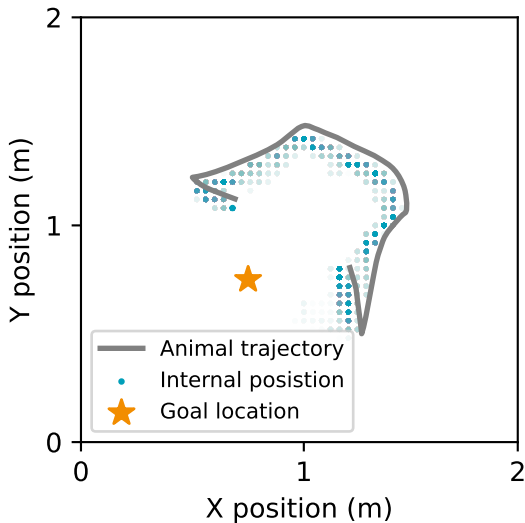 2
1
0
Y position (m)
Animal trajectory
Internal posistion
Goal location
0
1
2
X position (m)